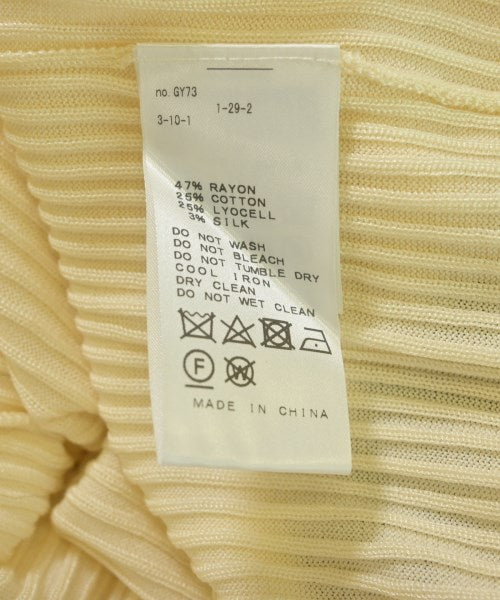 no. GY73
1-29-2
3-10-1
47% RAYON
25% COTTON
25% LYOCELL
3% SILK
DO NOT WASH
DO NOT BLEACH
DO NOT TUMBLE DRY
COOL IRON
DRY CLEAN
DO NOT WET CLEAN
F W
MADE IN CHINA